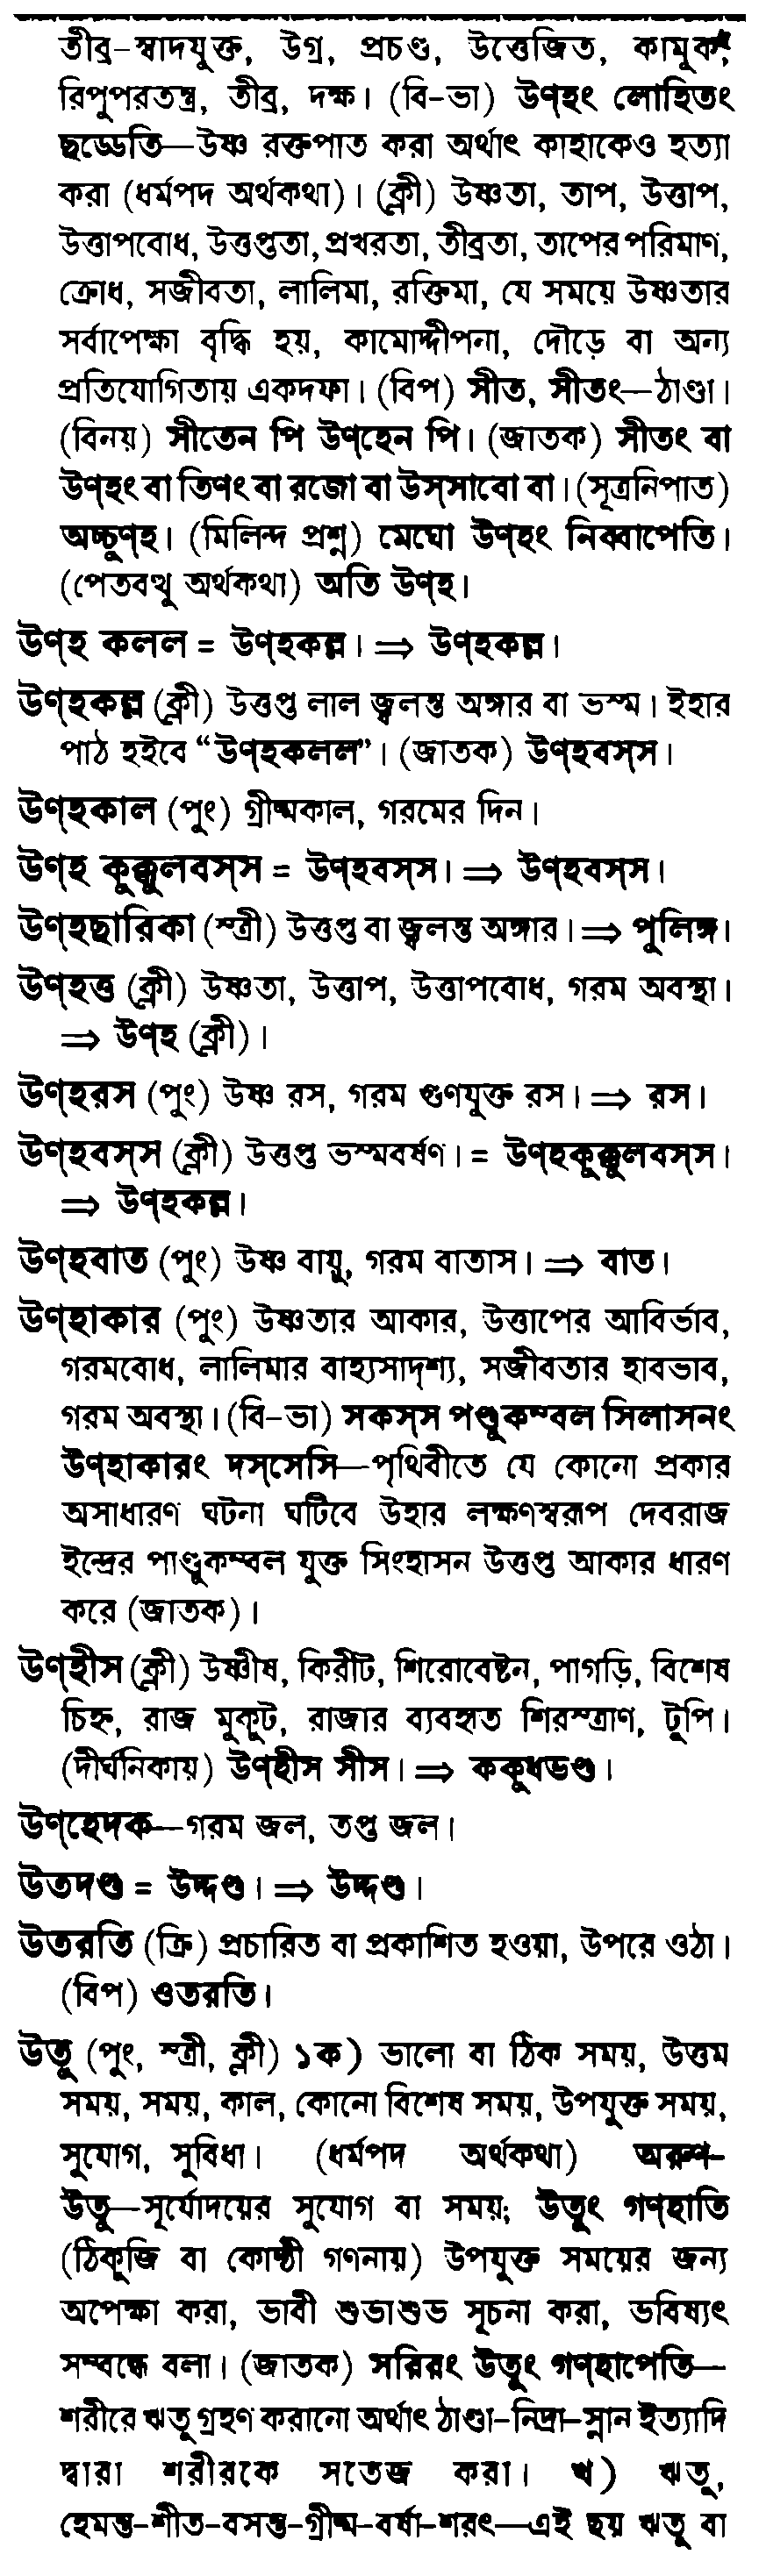 তীব্র-স্বাদযুক্ত, উগ্র, প্রচণ্ড, উত্তেজিত, কামুক,
রিপুপরতন্ত্র, তীব্র, দক্ষ। (বি-ভা) উণ্হং লোহিতং
ছড্ডেতি—উষ্ণ রক্তপাত করা অর্থাৎ কাহাকেও হত্যা
করা (ধর্মপদ অর্থকথা)। (ক্লী) উষ্ণতা, তাপ, উত্তাপ,
উত্তাপবোধ, উত্তপ্ততা, প্রখরতা, তীব্রতা, তাপের পরিমাণ,
ক্রোধ, সজীবতা, লালিমা, রক্তিমা, যে সময়ে উষ্ণতার
সর্বাপেক্ষা বৃদ্ধি হয়, কামোদ্দীপনা, দৌড়ে বা অন্য
প্রতিযোগিতায় একদফা। (বিপ) সীত, সীতং—ঠাণ্ডা।
(বিনয়) সীতেন পি উণ্হেন পি। (জাতক) সীতং বা
উণ্হং বা তিণং বা রজো বা উস্সাবো বা। (সূত্রনিপাত)
অচ্চুণ্হ। (মিলিন্দ প্রশ্ন) মেঘো উণ্হং নিব্বাপেতি।
(পেতবত্থু অর্থকথা) অতি উণ্হ।
উণ্হ কলল = উণ্হকল্ল। ⇒ উণ্হকল্ল।
উণ্হকল্ল (ক্লী) উত্তপ্ত লাল জ্বলন্ত অঙ্গার বা ভস্ম। ইহার
পাঠ হইবে “উণ্হকলল”। (জাতক) উণ্হবস্স।
উণ্হকাল (পুং) গ্রীষ্মকাল, গরমের দিন।
উণ্হ কুক্কুলবস্স = উণ্হবস্স। ⇒ উণ্হবস্স।
উণ্হছারিকা (স্ত্রী) উত্তপ্ত বা জ্বলন্ত অঙ্গার। ⇒ পুলিঙ্গ।
উণ্হত্ত (ক্লী) উষ্ণতা, উত্তাপ, উত্তাপবোধ, গরম অবস্থা।
⇒ উণ্হ (ক্লী)।
উণ্হরস (পুং) উষ্ণ রস, গরম গুণযুক্ত রস। ⇒ রস।
উণ্হবস্স (ক্লী) উত্তপ্ত ভস্মবর্ষণ। = উণ্হকুক্কুলবস্স।
⇒ উণ্হকল্ল।
উণ্হবাত (পুং) উষ্ণ বায়ু, গরম বাতাস। ⇒ বাত।
উণ্হাকার (পুং) উষ্ণতার আকার, উত্তাপের আবির্ভাব,
গরমবোধ, লালিমার বাহ্যসাদৃশ্য, সজীবতার হাবভাব,
গরম অবস্থা। (বি-ভা) সকস্স পণ্ডুকম্বল সিলাসনং
উণ্হাকারং দস্সেসি—পৃথিবীতে যে কোনো প্রকার
অসাধারণ ঘটনা ঘটিবে উহার লক্ষণস্বরূপ দেবরাজ
ইন্দ্রের পাণ্ডুকম্বল যুক্ত সিংহাসন উত্তপ্ত আকার ধারণ
করে (জাতক)।
উণ্হীস (ক্লী) উষ্ণীষ, কিরীট, শিরোবেষ্টন, পাগড়ি, বিশেষ
চিহ্ন, রাজ মুকুট, রাজার ব্যবহৃত শিরস্ত্রাণ, টুপি।
(দীর্ঘনিকায়) উণ্হীস সীস। ⇒ ককুধভণ্ড।
উণ্হেদক—গরম জল, তপ্ত জল।
উতদণ্ড = উদ্দণ্ড। ⇒ উদ্দণ্ড।
উতরতি (ক্রি) প্রচারিত বা প্রকাশিত হওয়া, উপরে ওঠা।
(বিপ) ওতরতি।
উতু (পুং, স্ত্রী, ক্লী) ১ক) ভালো বা ঠিক সময়, উত্তম
সময়, সময়, কাল, কোনো বিশেষ সময়, উপযুক্ত সময়,
সুযোগ, সুবিধা। (ধর্মপদ অর্থকথা) অরুণ-
উতু—সূর্যোদয়ের সুযোগ বা সময়; উতুং গণ্হাতি
(ঠিকুজি বা কোষ্ঠী গণনায়) উপযুক্ত সময়ের জন্য
অপেক্ষা করা, ভাবী শুভাশুভ সূচনা করা, ভবিষ্যৎ
সম্বন্ধে বলা। (জাতক) সরিরং উতুং গণ্হাপেতি—
শরীরে ঋতু গ্রহণ করানো অর্থাৎ ঠাণ্ডা-নিদ্রা-স্নান ইত্যাদি
দ্বারা শরীরকে সতেজ করা। খ) ঋতু,
হেমন্ত-শীত-বসন্ত-গ্রীষ্ম-বর্ষা-শরৎ—এই ছয় ঋতু বা